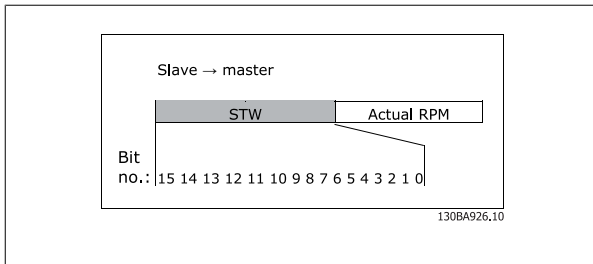 Slave → master
STW Actual RPM
Bit
no.: 15 14 13 12 11 10 9 8 7 6 5 4 3 2 1 0
130BA926.10